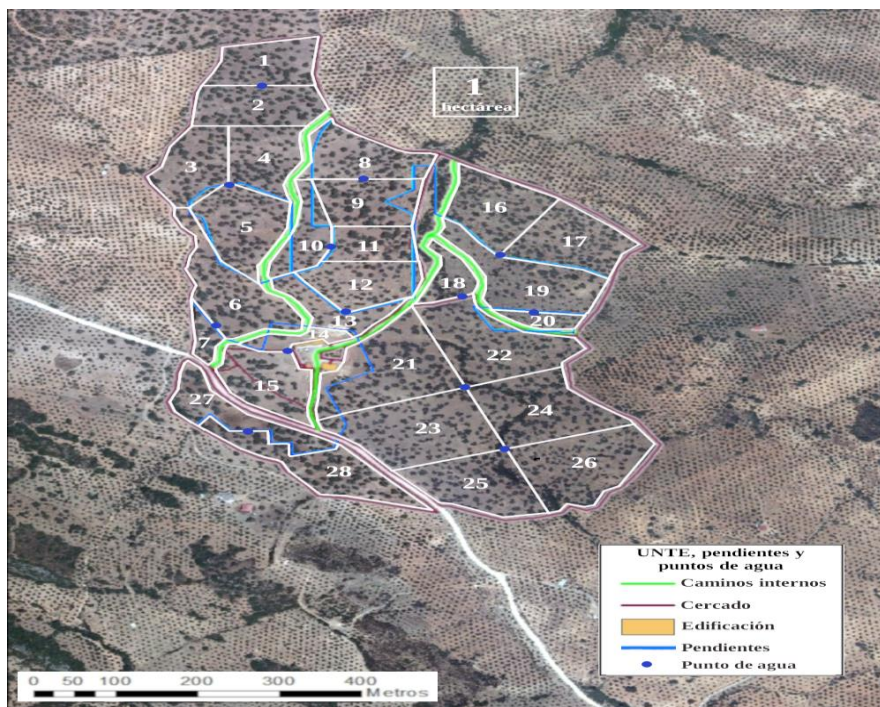 1
1
hectárea
2
3
4
8
9
5
16
17
10
11
12
18
19
6
13
20
7
14
15
21
22
27
23
24
28
25
26
UNTE, pendientes y
puntos de agua
Caminos internos
Cercado
Edificación
Pendientes
Punto de agua
0 50 100 200 300 400
Metros